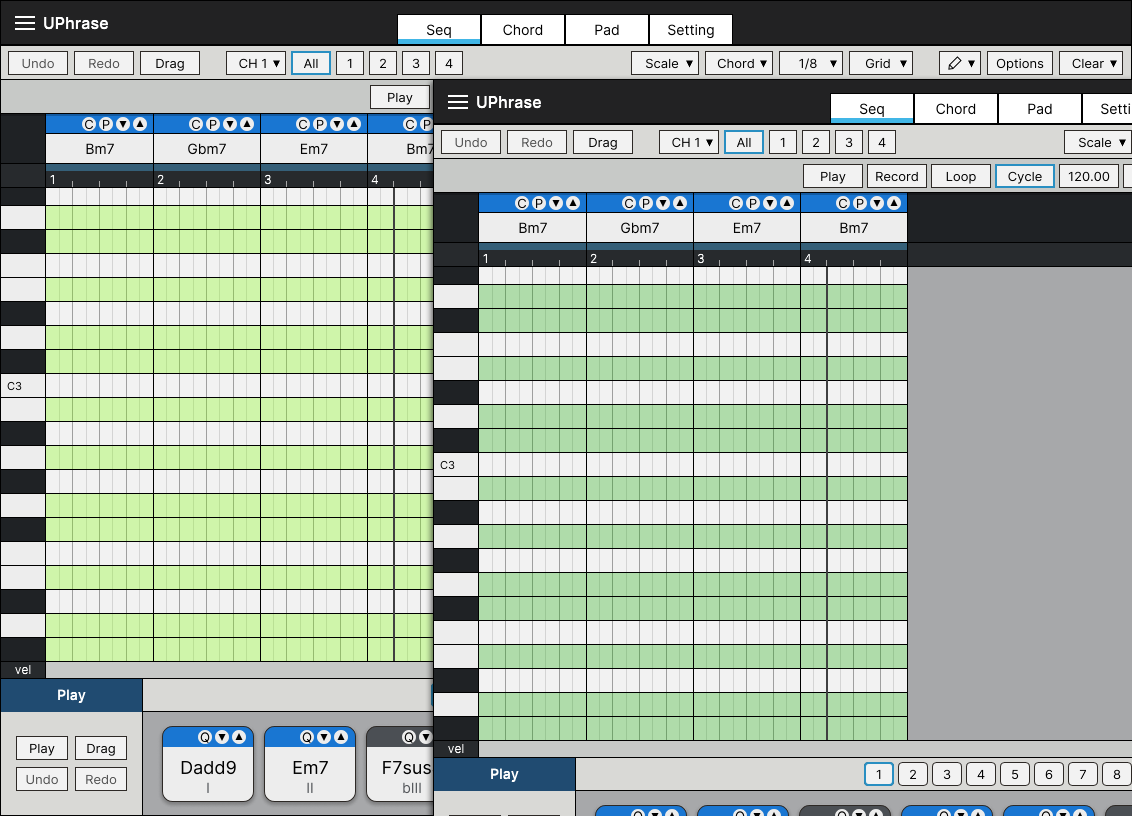 UPhrase
Seq Chord Pad Setting
Undo Redo Drag CH 1 ▼ All 1 2 3 4 Scale ▼ Chord ▼ 1/8 ▼ Grid ▼ ▼ Options Clear ▼
Play
C P ▼ ▲ C P ▼ ▲ C P ▼ ▲ C P
Bm7 Gbm7 Em7 Bm7
1 2 3 4
C3
vel
Play
Play Drag
Undo Redo
Q ▼ ▲ Q ▼ ▲ Q ▼
Dadd9 Em7 F7sus
I II bIII
UPhrase
Seq Chord Pad Setti
Undo Redo Drag CH 1 ▼ All 1 2 3 4 Scale ▼
Play Record Loop Cycle 120.00
C P ▼ ▲ C P ▼ ▲ C P ▼ ▲ C P ▼ ▲
Bm7 Gbm7 Em7 Bm7
1 2 3 4
C3
vel
Play 1 2 3 4 5 6 7 8
Q ▼ ▲ Q ▼ ▲ Q ▼ ▲ Q ▼ ▲ Q ▼ ▲